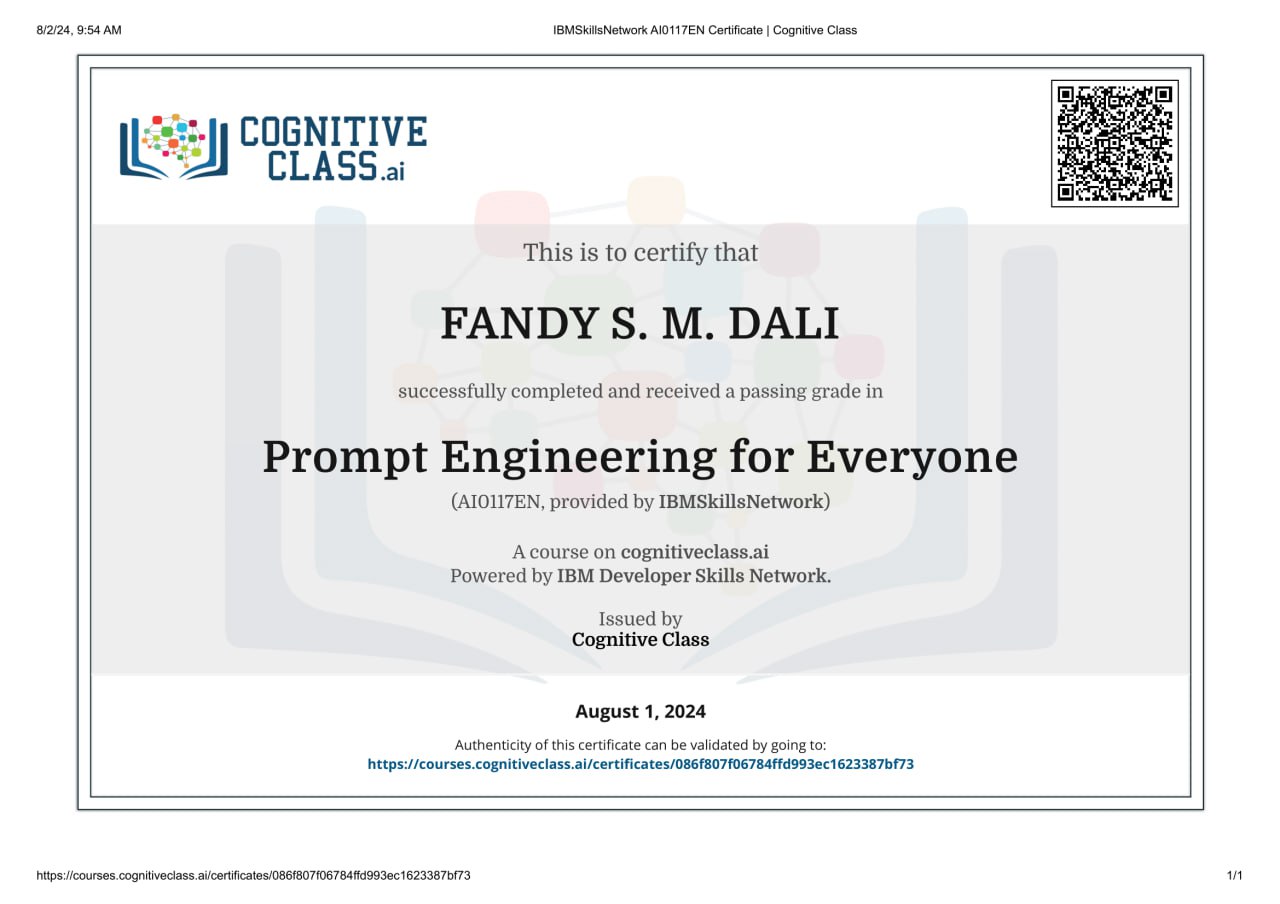 8/2/24, 9:54 AM
IBMSkillsNetwork AI0117EN Certificate | Cognitive Class
COGNITIVE
CLASS.ai
This is to certify that
FANDY S. M. DALI
successfully completed and received a passing grade in
Prompt Engineering for Everyone
(AI0117EN, provided by IBMSkillsNetwork)
A course on cognitiveclass.ai
Powered by IBM Developer Skills Network.
Issued by
Cognitive Class
August 1, 2024
Authenticity of this certificate can be validated by going to:
https://courses.cognitiveclass.ai/certificates/086f807f06784ffd993ec1623387bf73
https://courses.cognitiveclass.ai/certificates/086f807f06784ffd993ec1623387bf73
1/1